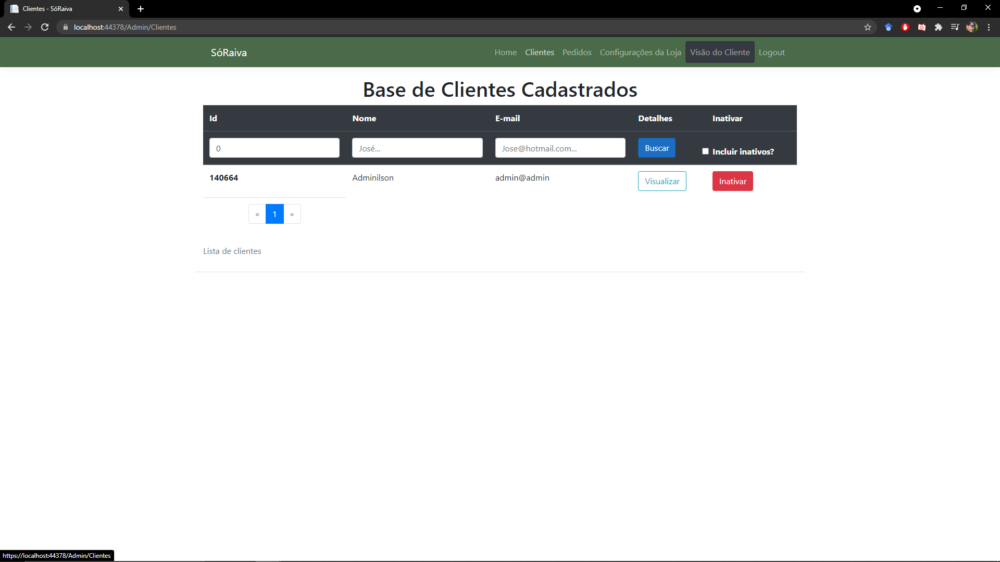 Clientes - SóRaiva
localhost:44378/Admin/Clientes
SóRaiva Home Clientes Pedidos Configurações da Loja Visão do Cliente Logout
Base de Clientes Cadastrados
Id Nome E-mail Detalhes Inativar
0 José... Jose@hotmail.com... Buscar Incluir inativos?
140664 Adminilson admin@admin Visualizar Inativar
« 1 »
Lista de clientes
https://localhost:44378/Admin/Clientes